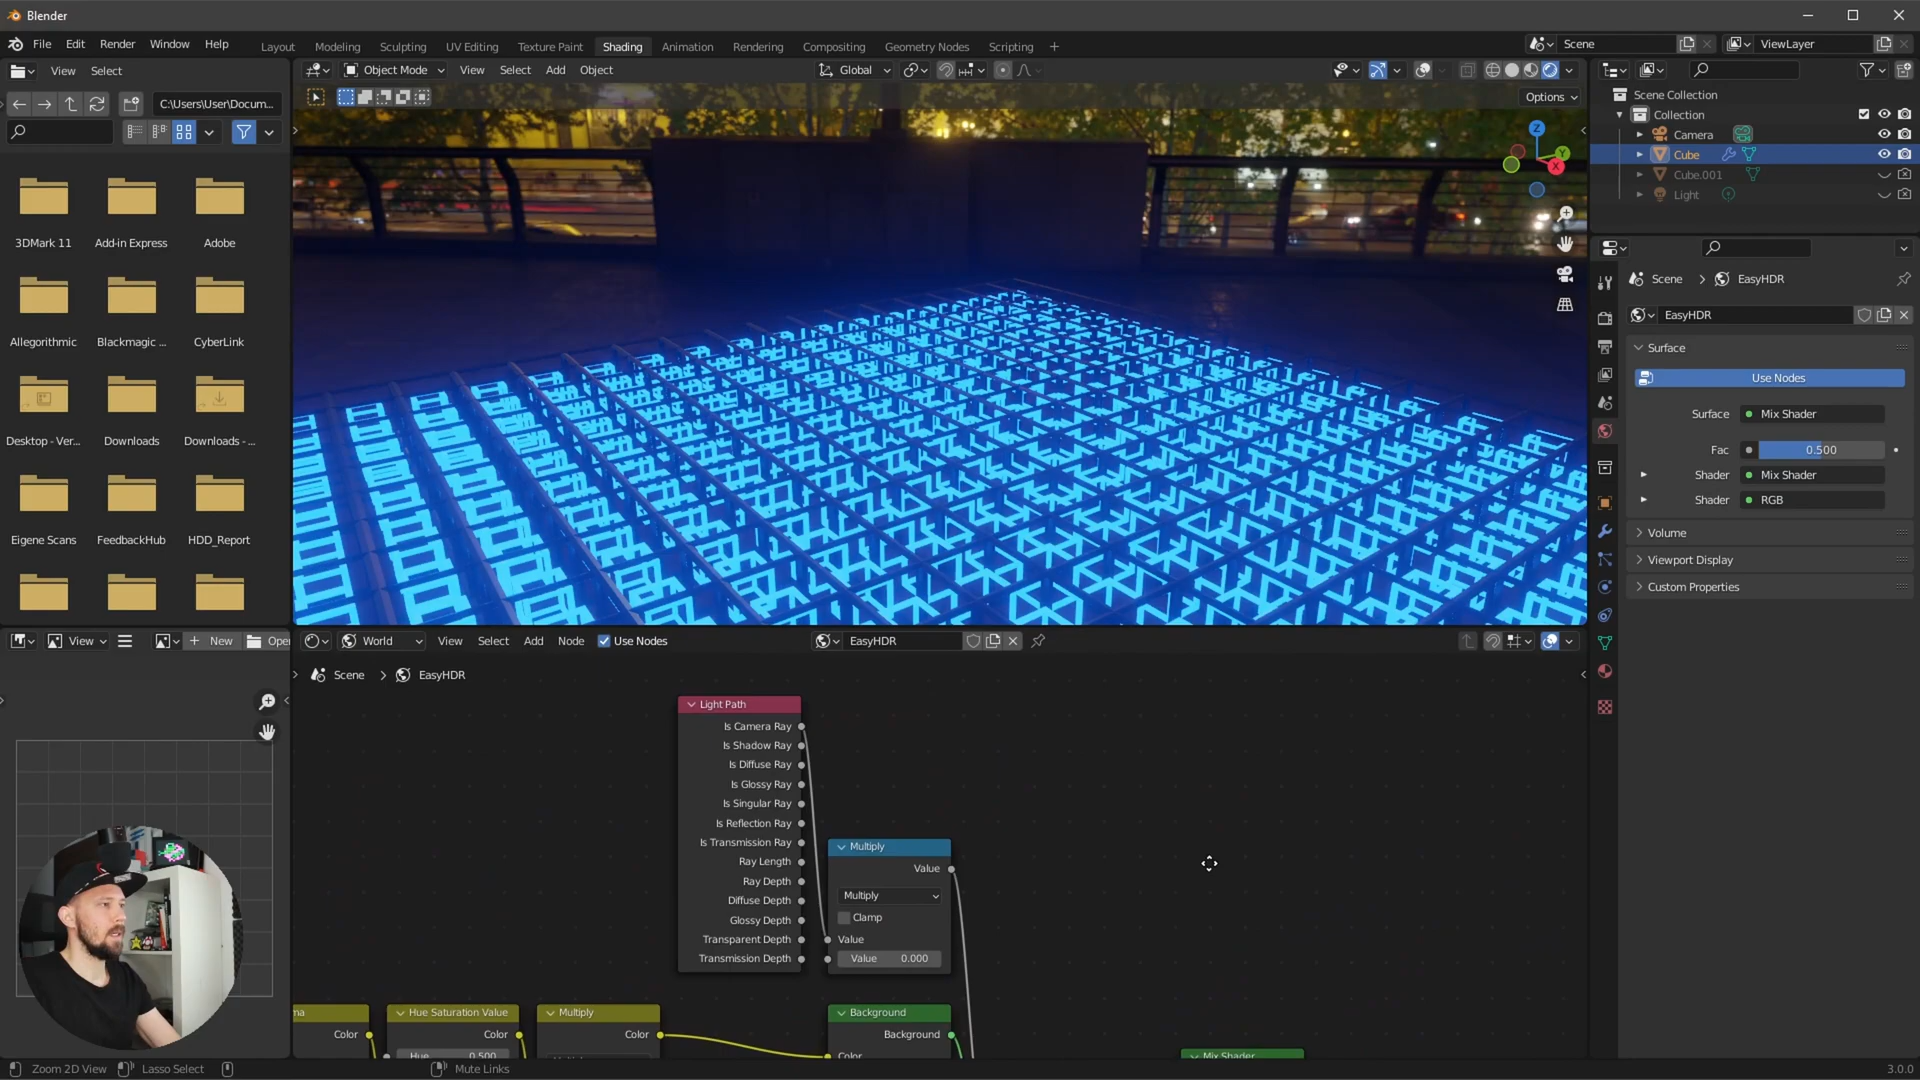 Blender
File Edit Render Window Help
Layout Modeling Sculpting UV Editing Texture Paint Shading Animation Rendering Compositing Geometry Nodes Scripting
Scene
ViewLayer
View Select
Object Mode View Select Add Object
Global
C:\Users\User\Docum...
Options
Scene Collection
Collection
Camera
Cube
Cube.001
Light
3DMark 11 Add-in Express Adobe
Allegorithmic Blackmagic ... CyberLink
Desktop - Ver... Downloads Downloads - ...
Eigene Scans FeedbackHub HDD_Report
Z
Y
X
Scene > EasyHDR
EasyHDR
Surface
Use Nodes
Surface Mix Shader
Fac 0.500
Shader Mix Shader
Shader RGB
Volume
Viewport Display
Custom Properties
View New Open
World View Select Add Node Use Nodes EasyHDR
Scene > EasyHDR
Light Path
Is Camera Ray
Is Shadow Ray
Is Diffuse Ray
Is Glossy Ray
Is Singular Ray
Is Reflection Ray
Is Transmission Ray
Ray Length
Ray Depth
Diffuse Depth
Glossy Depth
Transparent Depth
Transmission Depth
Multiply
Value
Multiply
Clamp
Value
Value 0.000
ma
Color
Hue Saturation Value
Color
Hue 0.500
Multiply
Color
Background
Background
Color
Mix Shader
Zoom 2D View Lasso Select Mute Links 3.0.0